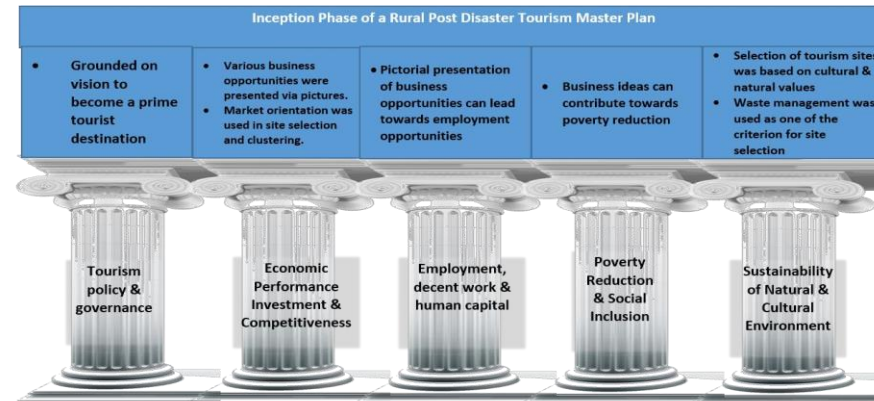 Inception Phase of a Rural Post Disaster Tourism Master Plan
• Grounded on
vision to
become a prime
tourist
destination
• Various business
opportunities were
presented via pictures.
• Market orientation was
used in site selection
and clustering.
• Pictorial presentation
of business
opportunities can lead
towards employment
opportunities
• Business ideas can
contribute towards
poverty reduction
• Selection of tourism sites
was based on cultural &
natural values
• Waste management was
used as one of the
criterion for site
selection
Tourism
policy &
governance
Economic
Performance
Investment &
Competitiveness
Employment,
decent work &
human capital
Poverty
Reduction
& Social
Inclusion
Sustainability
of Natural &
Cultural
Environment